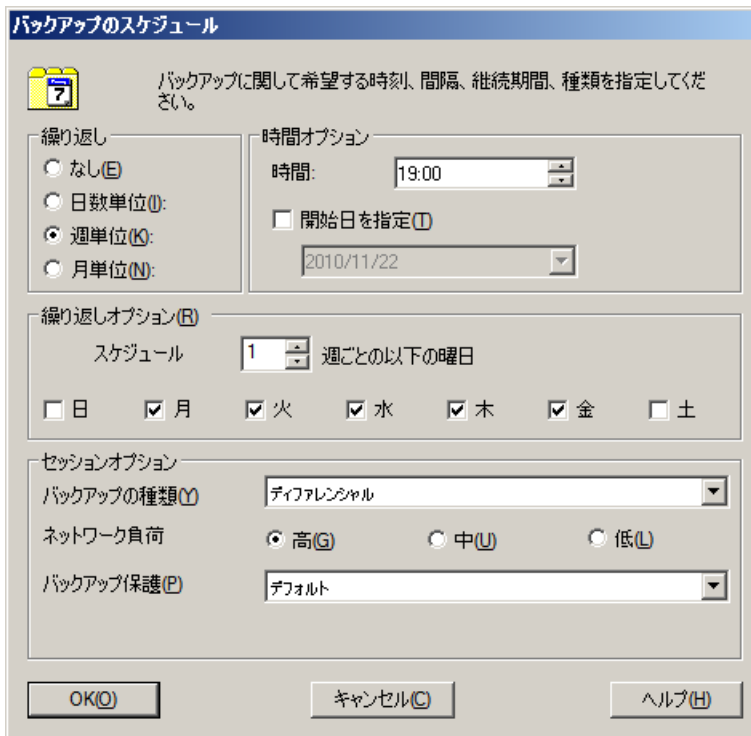 バックアップのスケジュール
7
バックアップに関して希望する時刻、間隔、継続期間、種類を指定してくだ
さい。
繰り返し
なし(E)
日数単位(I):
週単位(K):
月単位(N):
時間オプション
時間:
19:00
開始日を指定(T)
2010/11/22
繰り返しオプション(R)
スケジュール 1 週ごとの以下の曜日
日 月 火 水 木 金 土
セッションオプション
バックアップの種類(Y) ディファレンシャル
ネットワーク負荷 高(G) 中(U) 低(L)
バックアップ保護(P) デフォルト
OK(O) キャンセル(C) ヘルプ(H)